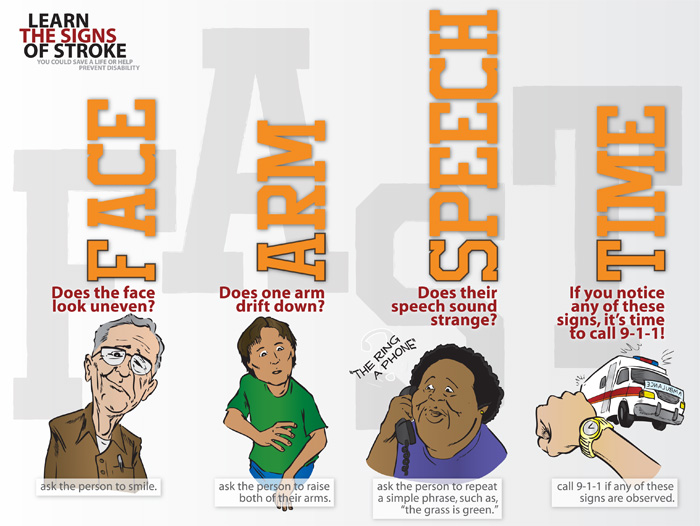 LEARN
THE SIGNS
OF STROKE
YOU COULD SAVE A LIFE OR HELP
PREVENT DISABILITY
FAST
FACE
Does the face
look uneven?
ask the person to smile.
ARM
Does one arm
drift down?
ask the person to raise
both of their arms.
SPEECH
Does their
speech sound
strange?
"THE RING
A PHONE"
ask the person to repeat
a simple phrase, such as,
"the grass is green."
TIME
If you notice
any of these
signs, it's time
to call 9-1-1!
AMBULANCE
call 9-1-1 if any of these
signs are observed.